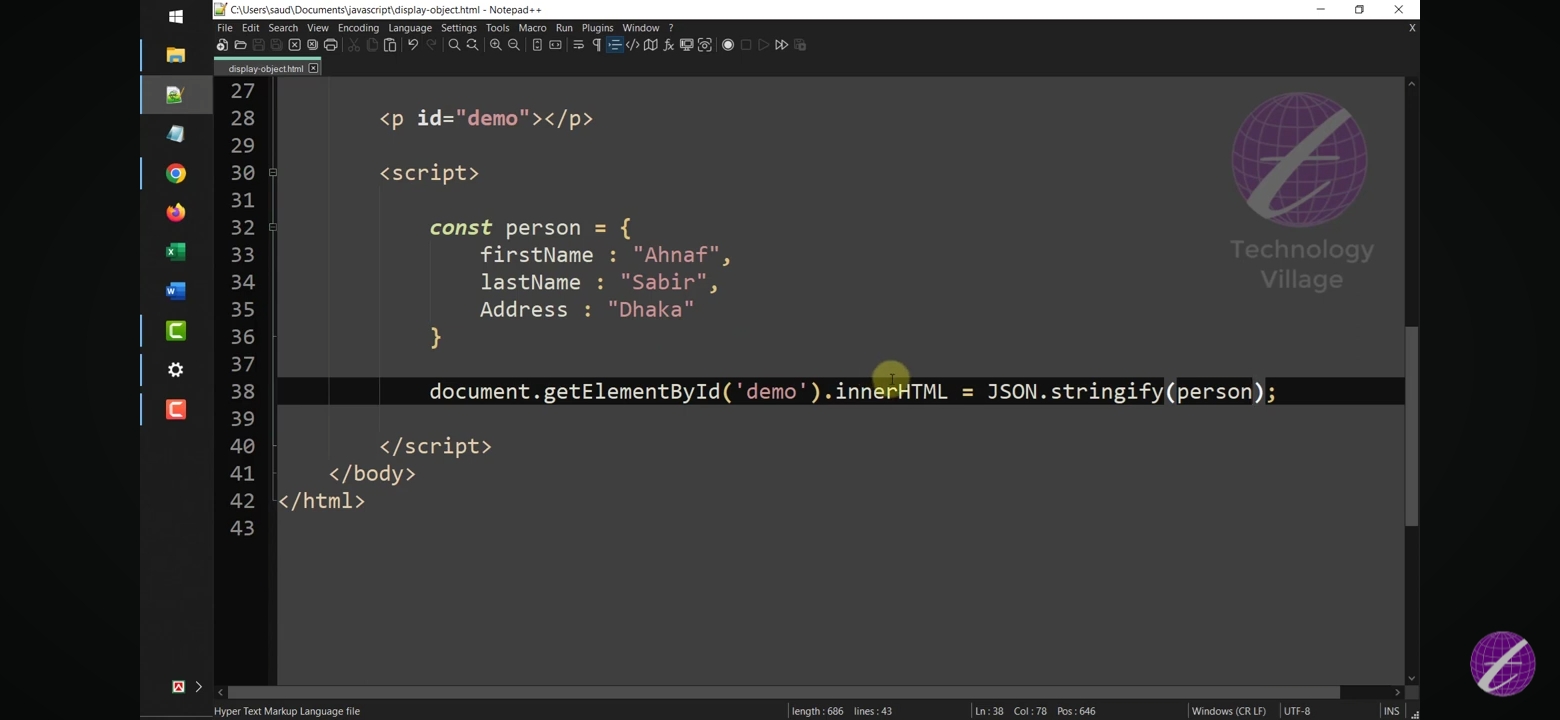 C:\Users\saud\Documents\javascript\display-object.html - Notepad++
File Edit Search View Encoding Language Settings Tools Macro Run Plugins Window ? X
display-object.html
27
28 <p id="demo"></p>
29
30 <script>
31
32 const person = {
33 firstName : "Ahnaf",
34 lastName : "Sabir",
35 Address : "Dhaka"
36 }
37
38 document.getElementById('demo').innerHTML = JSON.stringify(person);
39
40 </script>
41 </body>
42 </html>
43
Technology
Village
Hyper Text Markup Language file length : 686 lines : 43 Ln : 38 Col : 78 Pos : 646 Windows (CR LF) UTF-8 INS